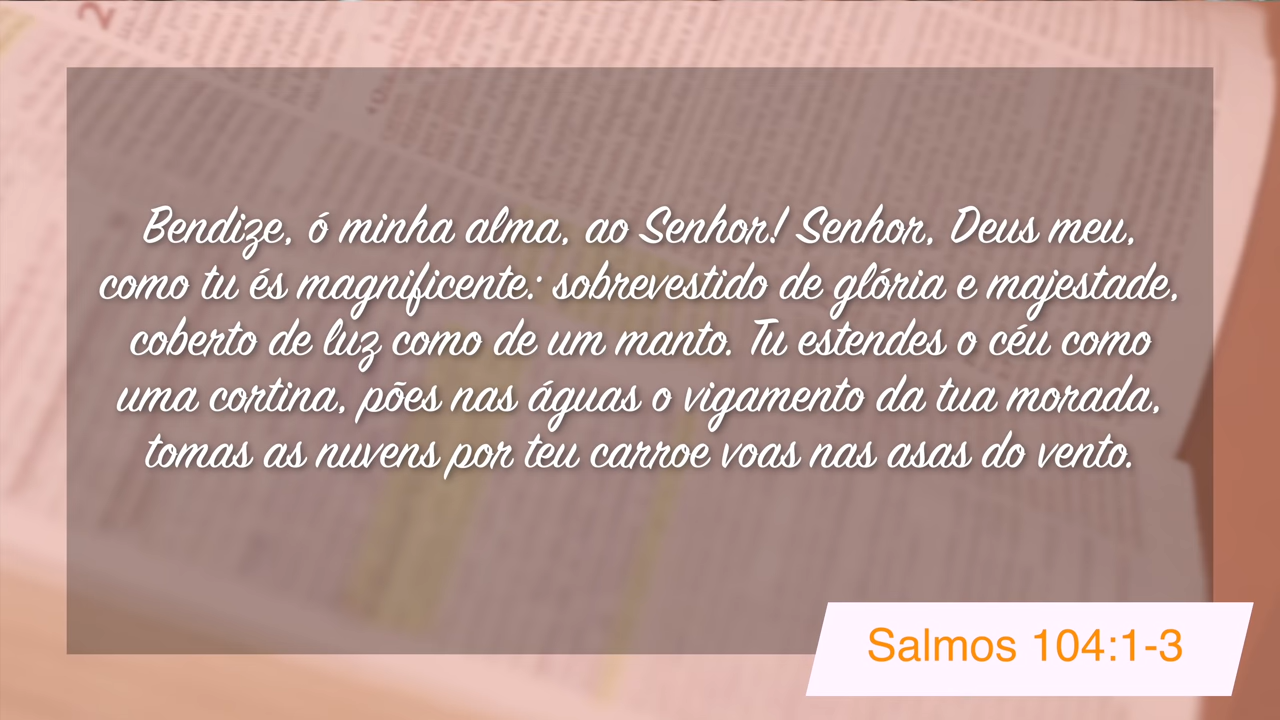 Bendize, ó minha alma, ao Senhor! Senhor, Deus meu,
como tu és magnificente: sobrevestido de glória e majestade,
coberto de luz como de um manto. Tu estendes o céu como
uma cortina, pões nas águas o vigamento da tua morada,
tomas as nuvens por teu carroe voas nas asas do vento.
Salmos 104:1-3